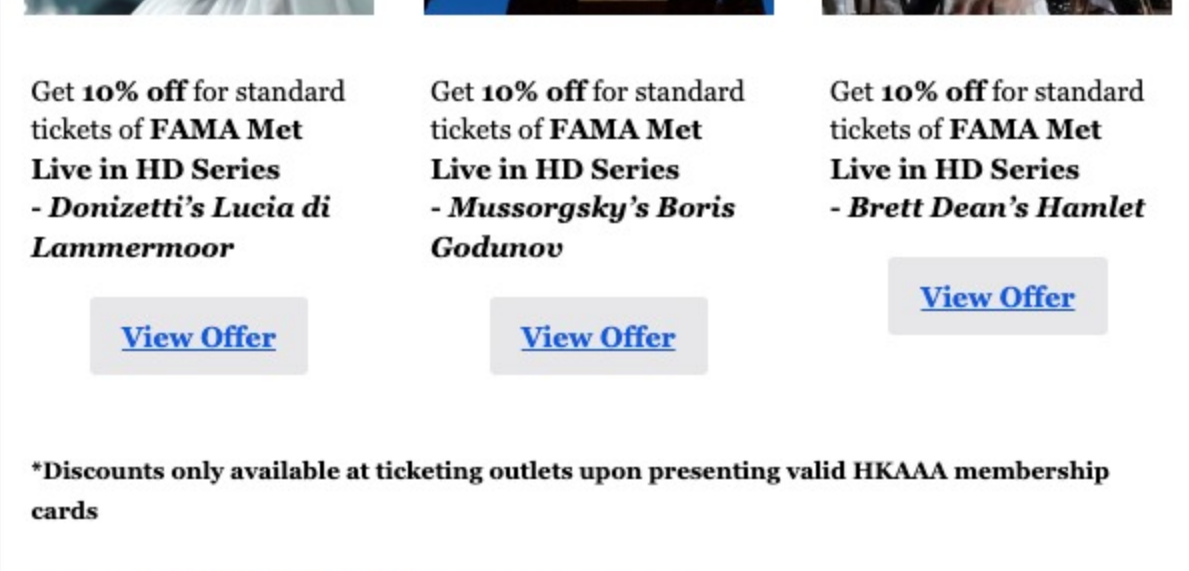 Get 10% off for standard
tickets of FAMA Met
Live in HD Series
- Donizetti’s Lucia di
Lammermoor
View Offer
Get 10% off for standard
tickets of FAMA Met
Live in HD Series
- Mussorgsky’s Boris
Godunov
View Offer
Get 10% off for standard
tickets of FAMA Met
Live in HD Series
- Brett Dean’s Hamlet
View Offer
*Discounts only available at ticketing outlets upon presenting valid HKAAA membership
cards